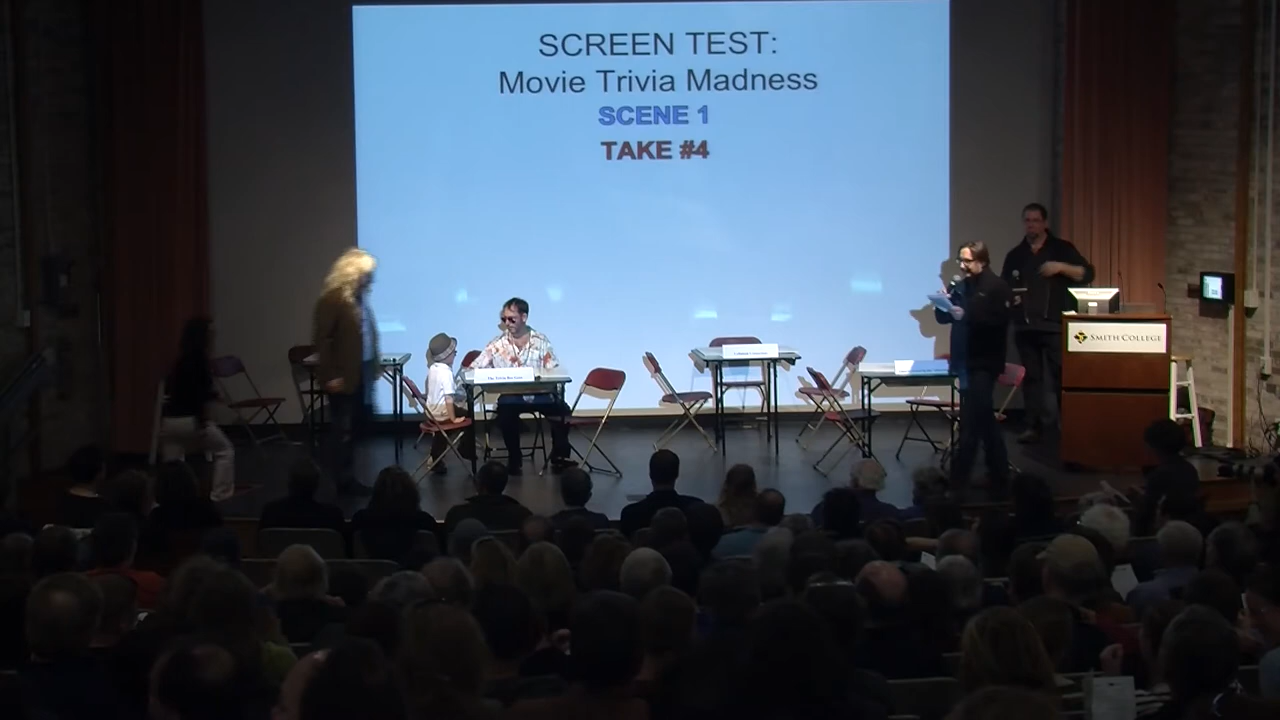 SCREEN TEST:
Movie Trivia Madness
SCENE 1
TAKE #4
SMITH COLLEGE